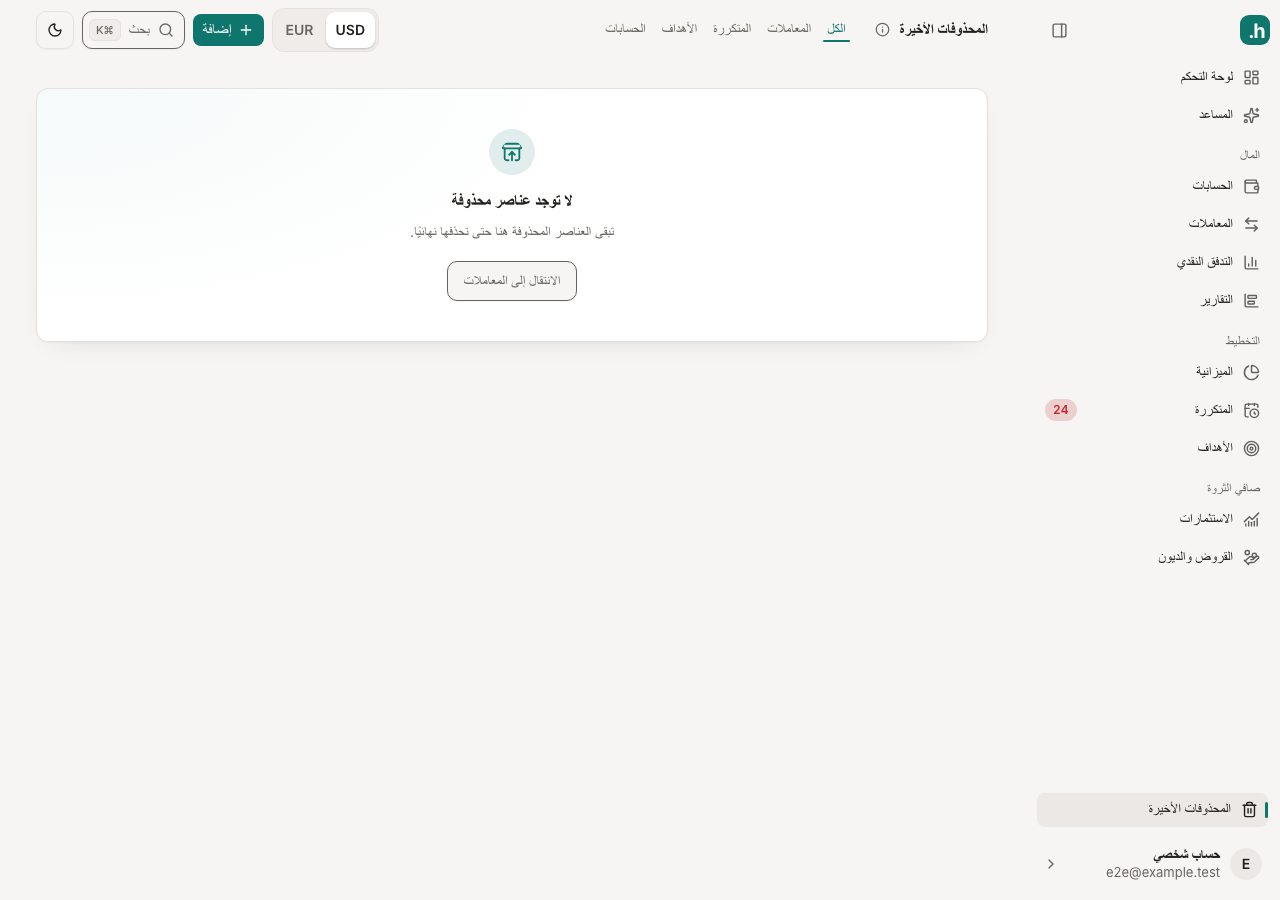 h.
لوحة التحكم
المساعد
المال
الحسابات
المعاملات
التدفق النقدي
التقارير
التخطيط
الميزانية
المتكررة 24
الأهداف
صافي الثروة
الاستثمارات
القروض والديون
المحذوفات الأخيرة
E
حساب شخصي
e2e@example.test
المحذوفات الأخيرة
الكل المعاملات المتكررة الأهداف الحسابات
USD EUR
إضافة
بحث ⌘K
لا توجد عناصر محذوفة
تبقى العناصر المحذوفة هنا حتى تحذفها نهائيًا.
الانتقال إلى المعاملات